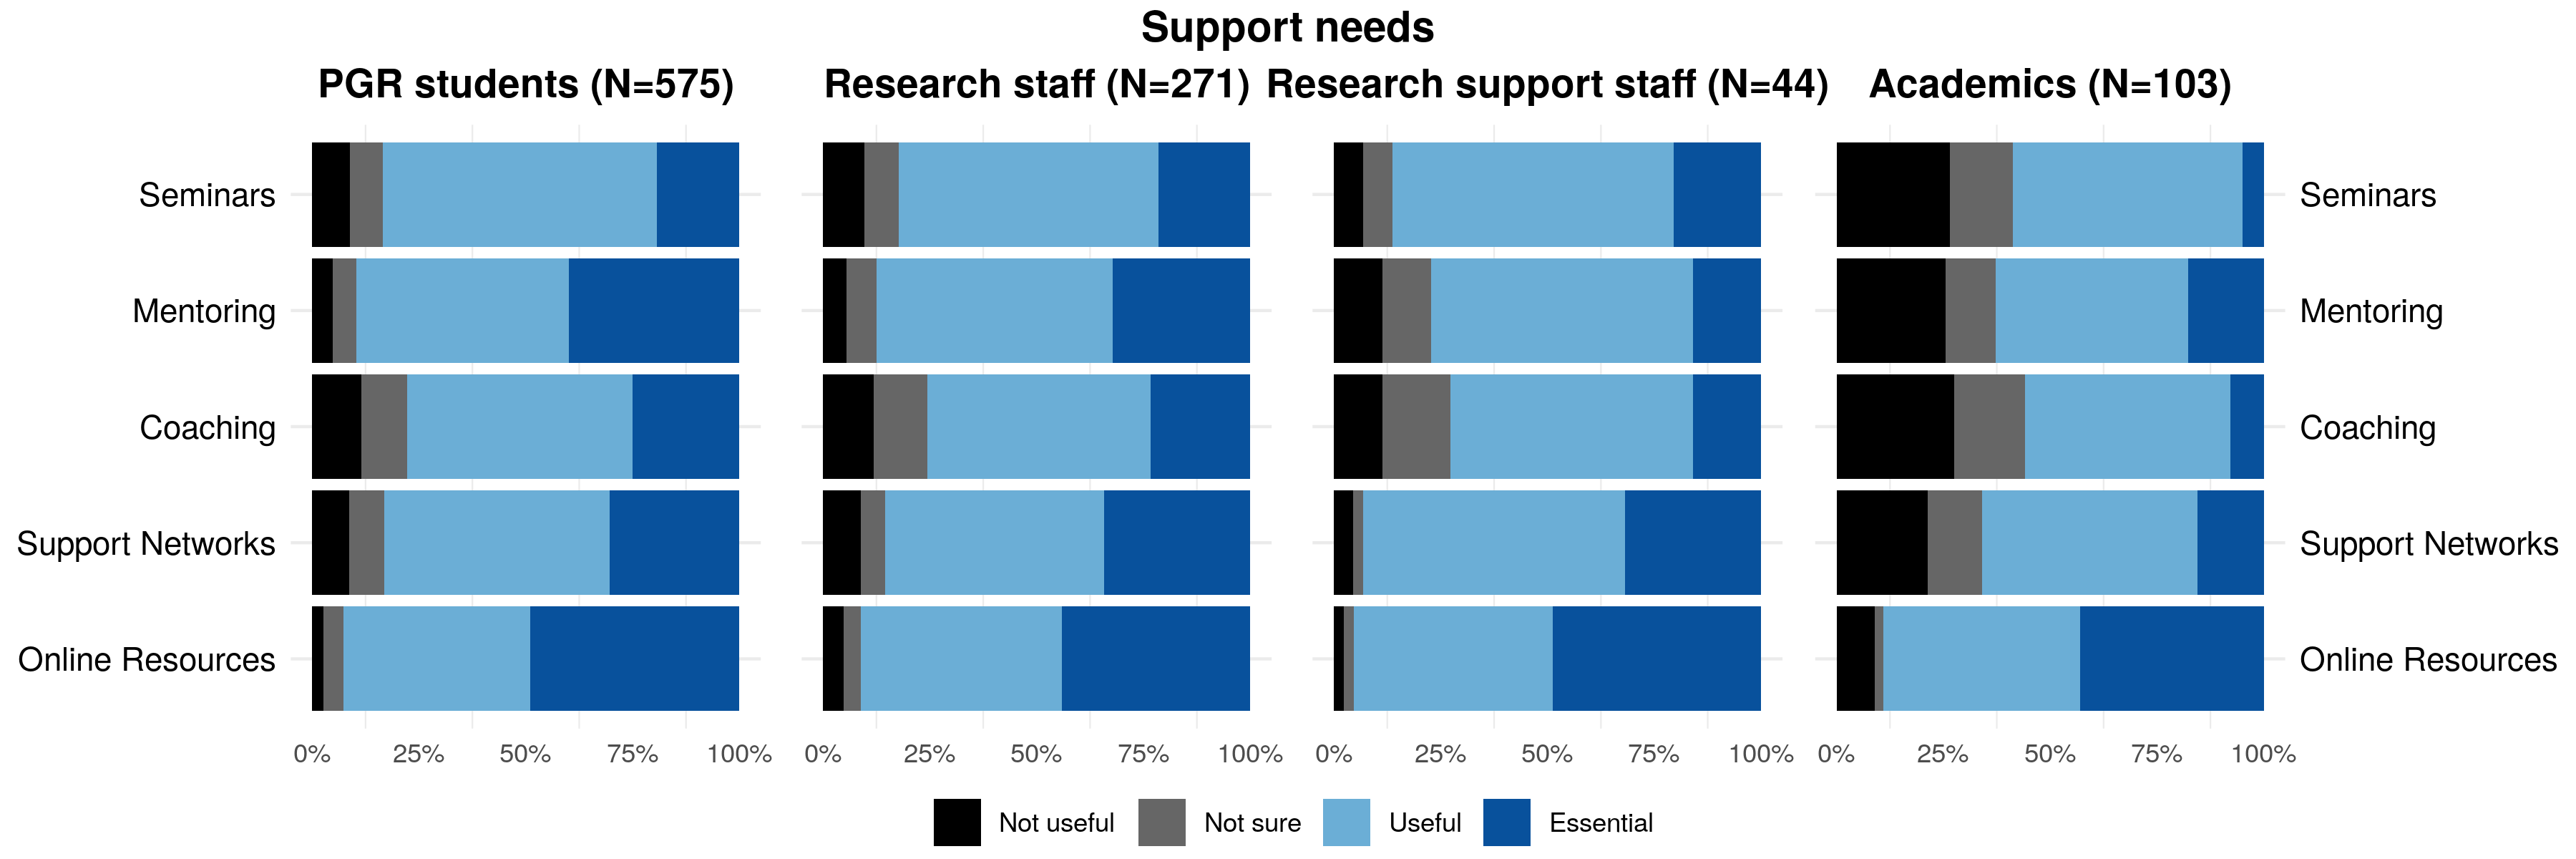 Support needs
PGR students (N=575) Research staff (N=271) Research support staff (N=44) Academics (N=103)
Seminars Seminars
Mentoring Mentoring
Coaching Coaching
Support Networks Support Networks
Online Resources Online Resources
0% 25% 50% 75% 100% 0% 25% 50% 75% 100% 0% 25% 50% 75% 100% 0% 25% 50% 75% 100%
Not useful Not sure Useful Essential